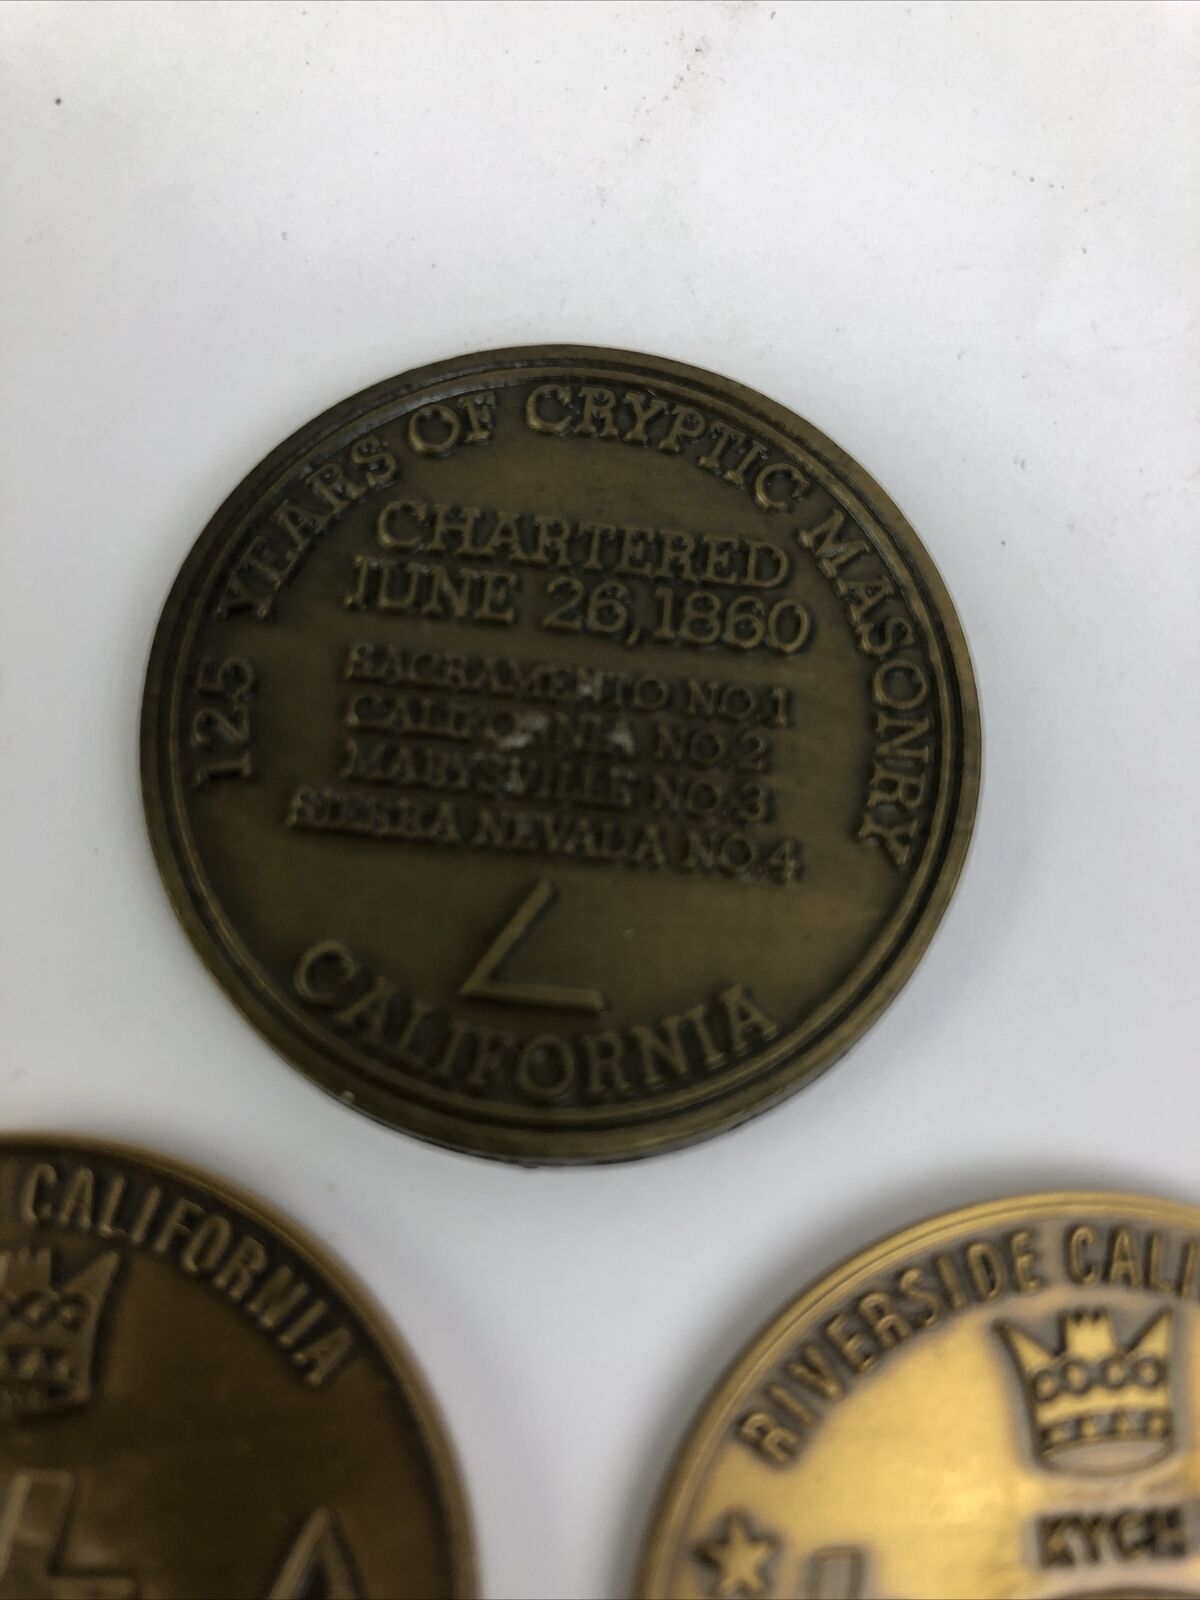 125 YEARS OF CRYPTIC MASONRY
CHARTERED
JUNE 26, 1860
SACRAMENTO NO. 1
CALIFORNIA NO. 2
MARYSVILLE NO. 3
SIERRA NEVADA NO. 4
CALIFORNIA
CALIFORNIA
RIVERSIDE CALI
KYCH